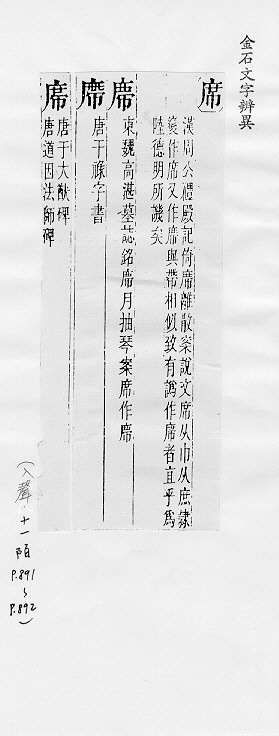 金石文字辨異
席
漢周公禮殿記倚席離散案說文席从巾从庶隸
変作席又作席與帶相似致有譌作席者宜乎爲
陸德明所譏矣
席
東魏高湛墓誌銘席月抽琴案席作席
席
唐干祿字書
席
唐于大猷碑
唐道因法師碑
(入聲 十一陌
P.891
~
P.892)